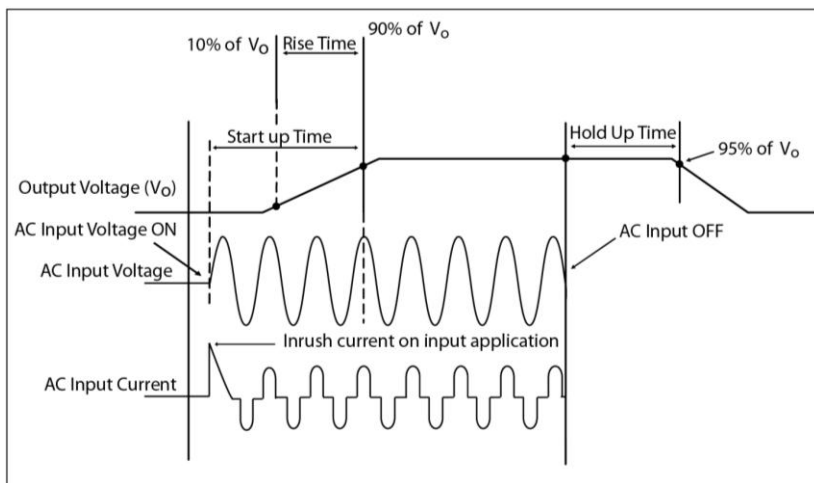 90% of Vo
10% of Vo
Rise Time
Start up Time
Hold Up Time
95% of Vo
Output Voltage (Vo)
AC Input Voltage ON
AC Input OFF
AC Input Voltage
Inrush current on input application
AC Input Current